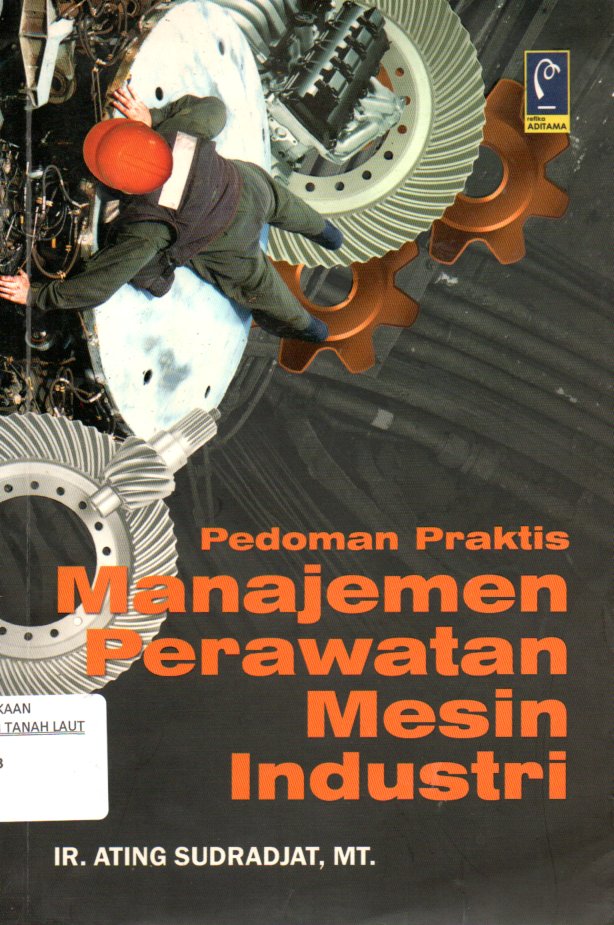 refika
ADITAMA
Pedoman Praktis
Manajemen
Perawatan
Mesin
Industri
KAAN
TANAH LAUT
IR. ATING SUDRADJAT, MT.